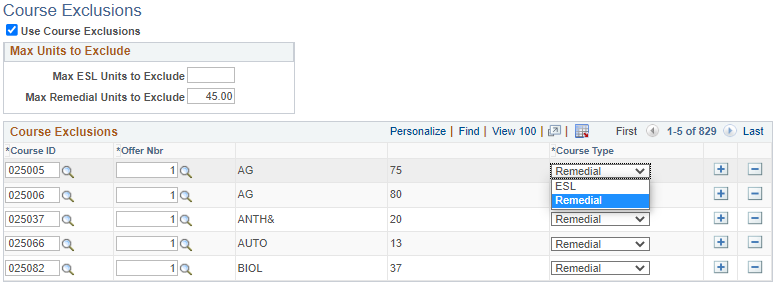 Course Exclusions
Use Course Exclusions
Max Units to Exclude
Max ESL Units to Exclude
Max Remedial Units to Exclude 45.00
Course Exclusions Personalize | Find | View 100 | | First 1-5 of 829 Last
*Course ID *Offer Nbr *Course Type
025005 1 AG 75 Remedial
ESL
Remedial
025006 1 AG 80
025037 1 ANTH& 20 Remedial
025066 1 AUTO 13 Remedial
025082 1 BIOL 37 Remedial